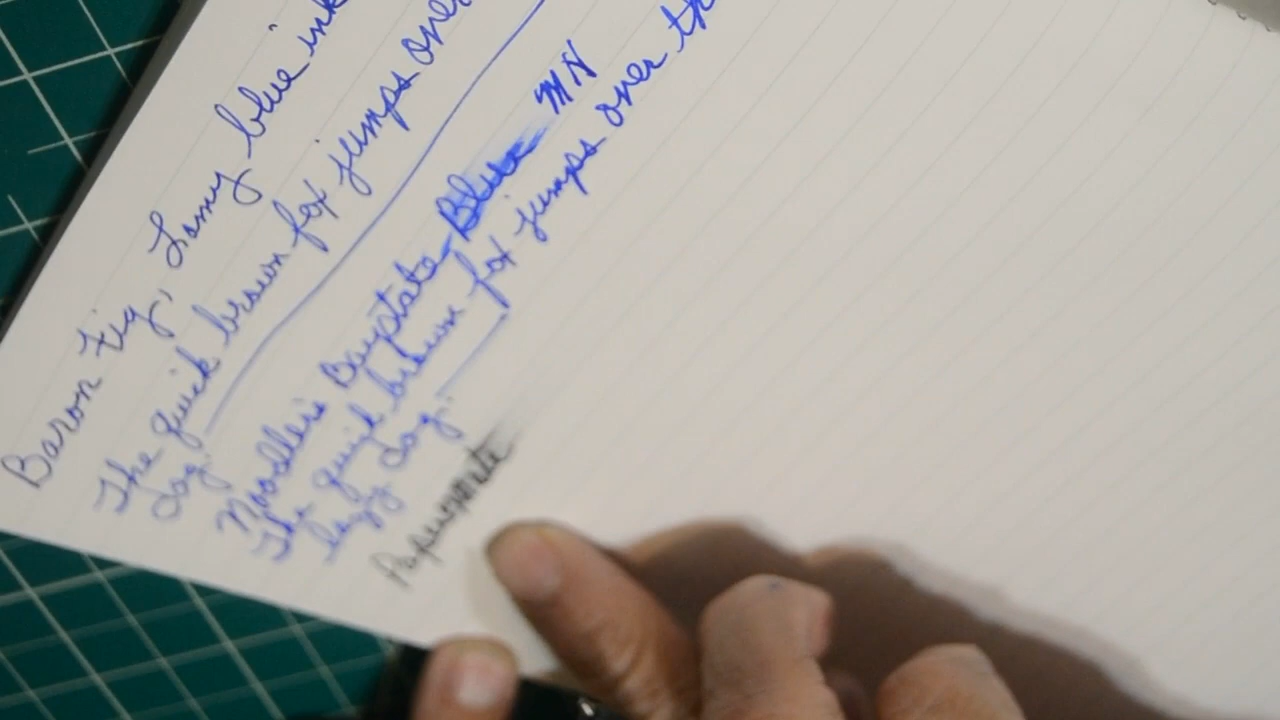 Baron Fig, Lamy blue ink
The quick brown fox jumps over
dog.
Noodler's Baystate Blue MN
The quick brown fox jumps over th
lazy dog.